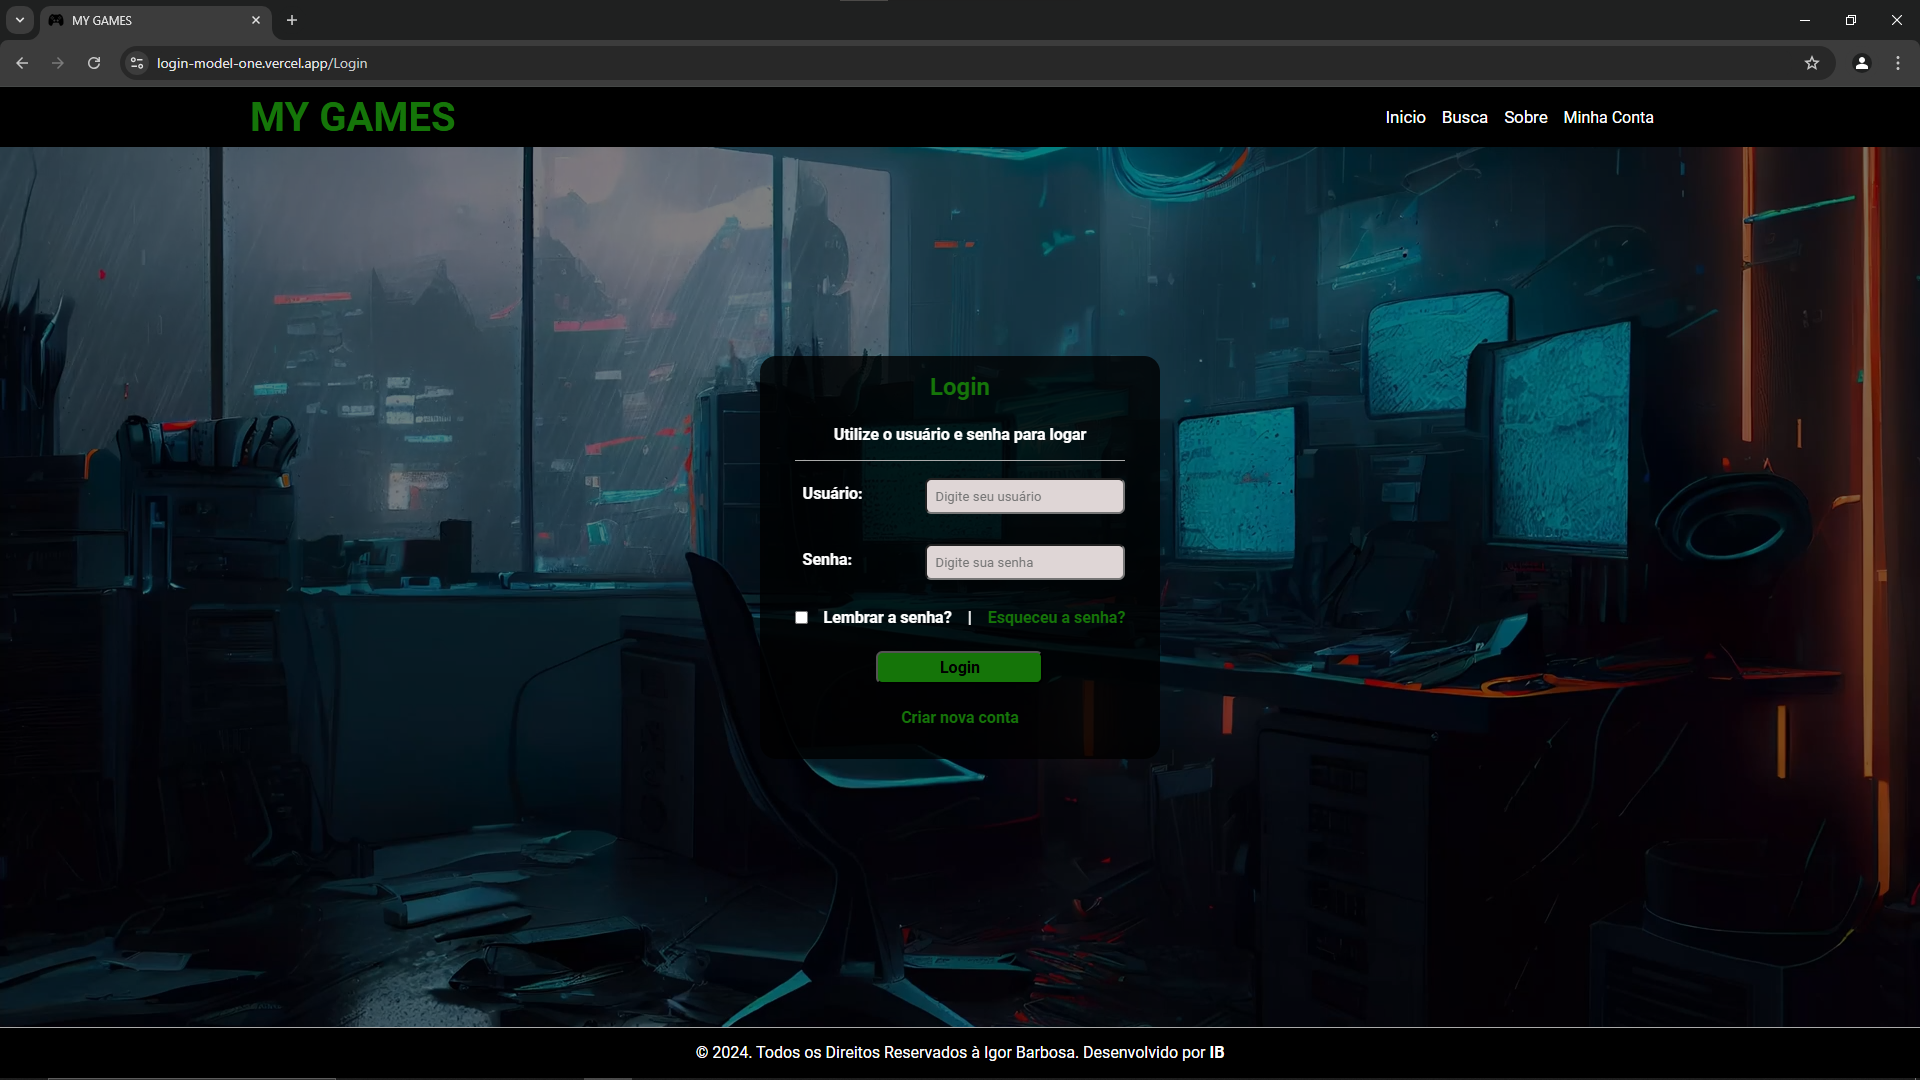 MY GAMES
login-model-one.vercel.app/Login
MY GAMES
Inicio Busca Sobre Minha Conta
Login
Utilize o usuário e senha para logar
Usuário: Digite seu usuário
Senha: Digite sua senha
Lembrar a senha? | Esqueceu a senha?
Login
Criar nova conta
© 2024. Todos os Direitos Reservados à Igor Barbosa. Desenvolvido por IB